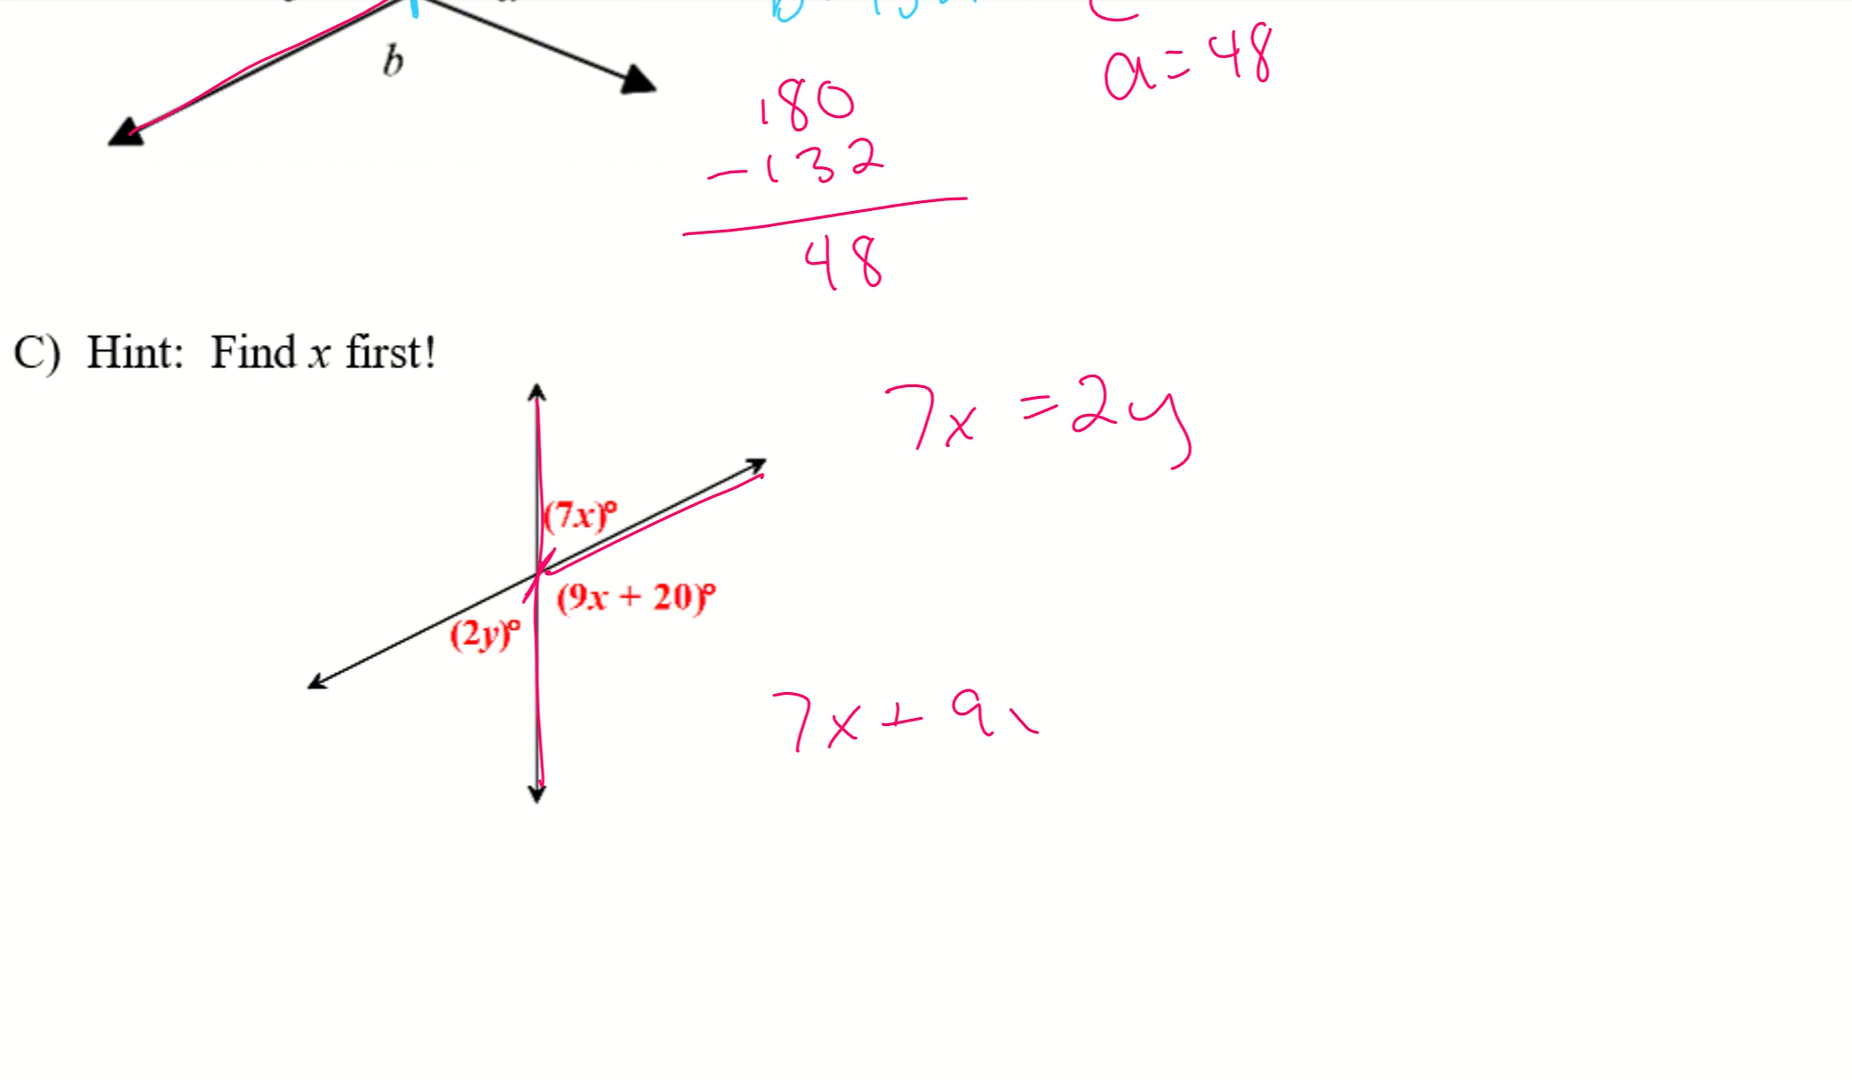 b
a=48
180
-132
48
C) Hint: Find x first!
7x = 2y
(7x)°
(9x + 20)°
(2y)°
7x + 9